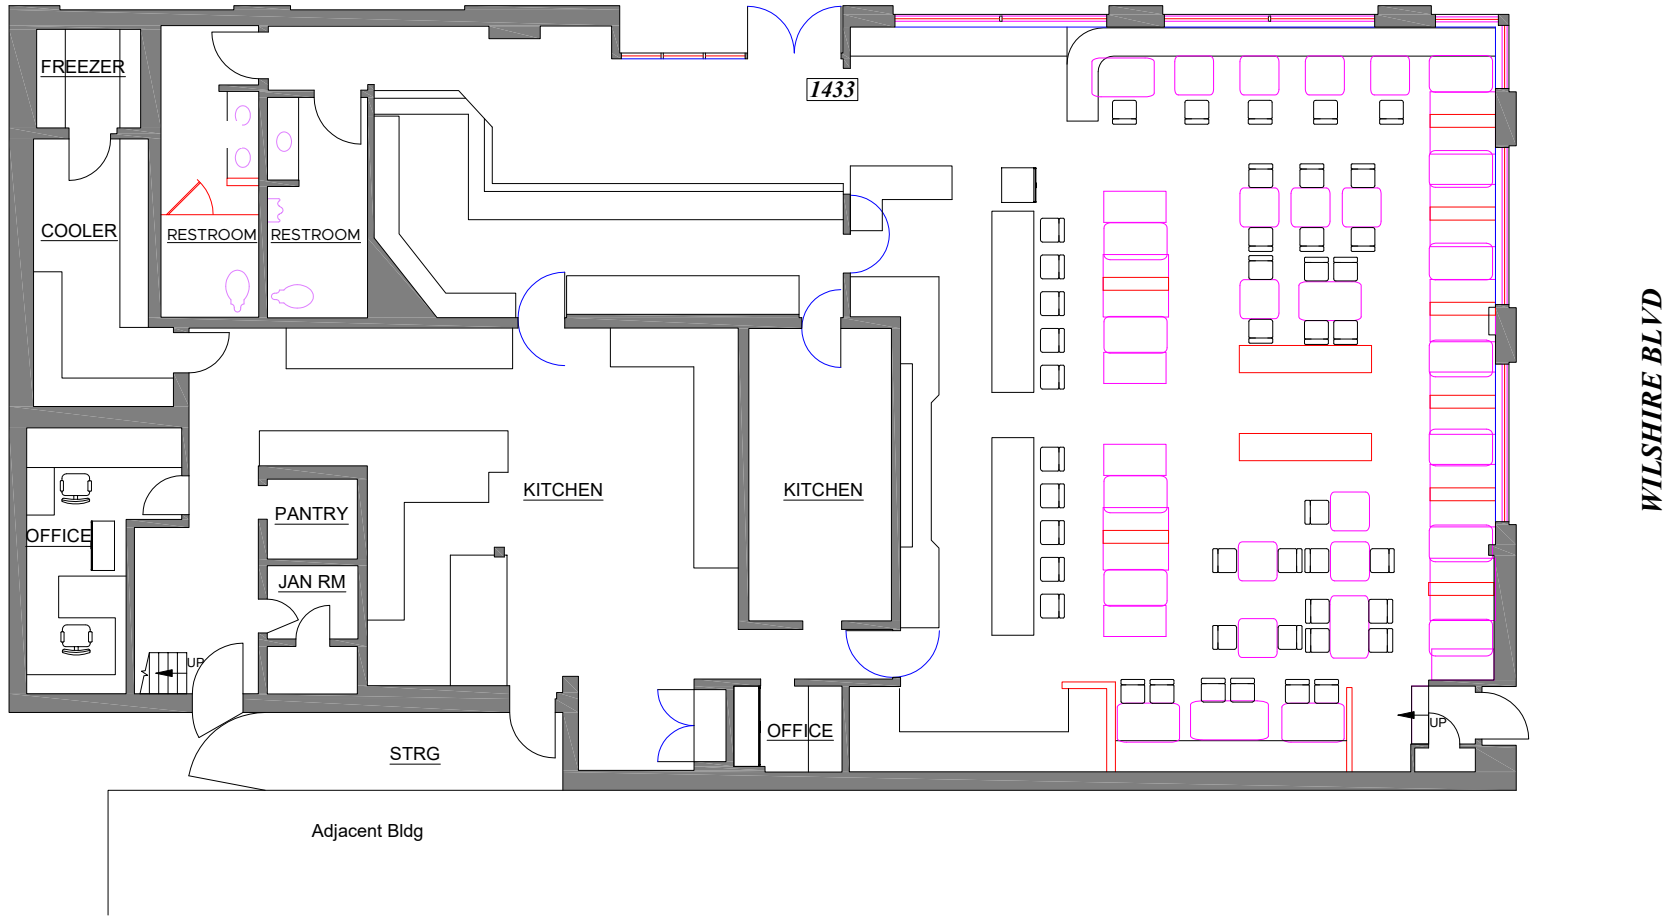 FREEZER
1433
COOLER
RESTROOM
RESTROOM
WILSHIRE BLVD
KITCHEN
KITCHEN
PANTRY
OFFICE
JAN RM
UP
UP
OFFICE
STRG
Adjacent Bldg